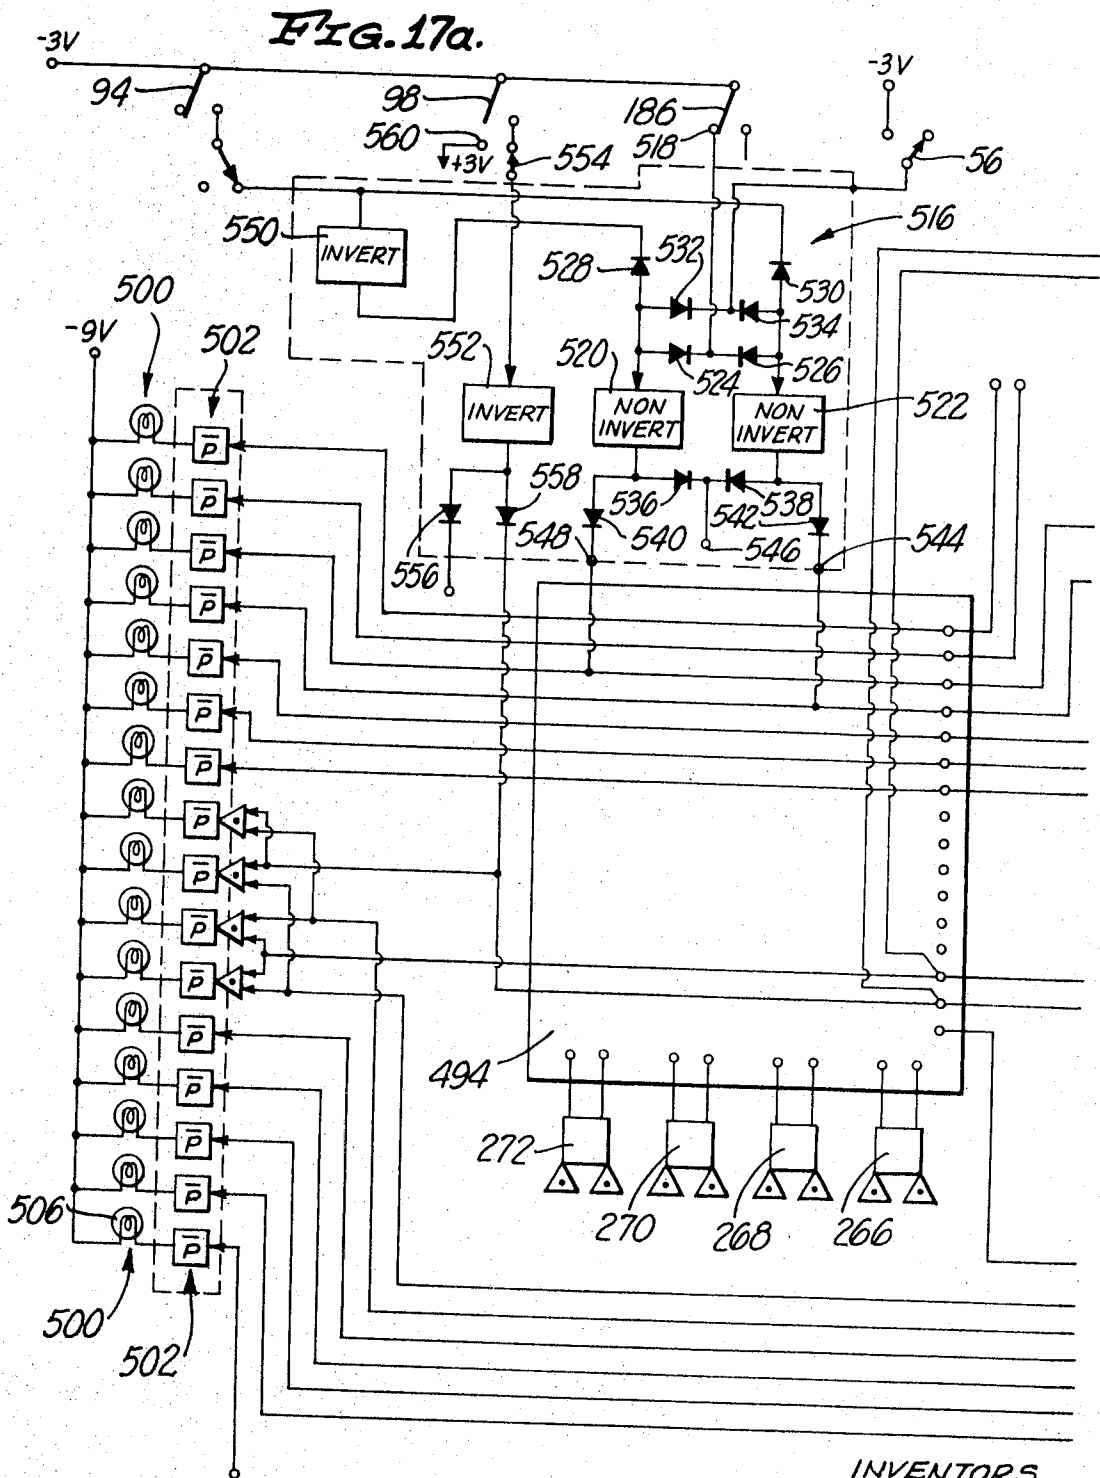 FIG. 17a.
-3V
-3V
94
98
186
560
518
+3V
554
56
516
550
INVERT
528
532
530
534
500
-9V
502
552
520
524
526
522
INVERT
NON
INVERT
NON
INVERT
P̅
P̅
558
536
538
542
548
540
546
544
556
P̅
P̅
P̅
P̅
P̅
P̅
P̅
P̅
P̅
P̅
P̅
P̅
P̅
P̅
494
272
270
268
266
506
500
502
INVENTORS